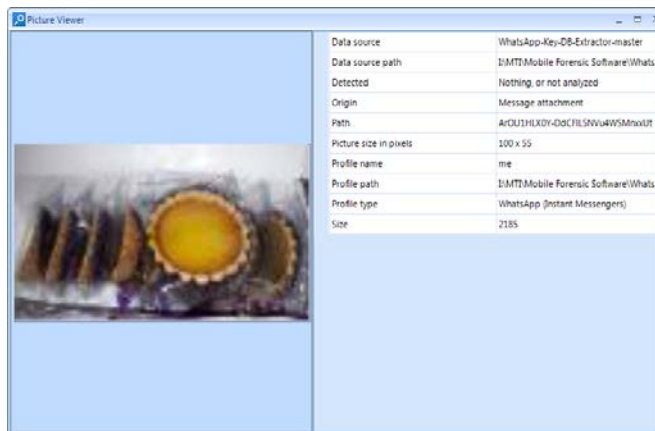 Picture Viewer
Data source WhatsApp-Key-DB-Extractor-master
Data source path I:\MTI\Mobile Forensic Software\Whats
Detected Nothing, or not analyzed
Origin Message attachment
Path
Picture size in pixels 100 x 55
Profile name me
Profile path I:\MTI\Mobile Forensic Software\Whats
Profile type WhatsApp (Instant Messengers)
Size 2185